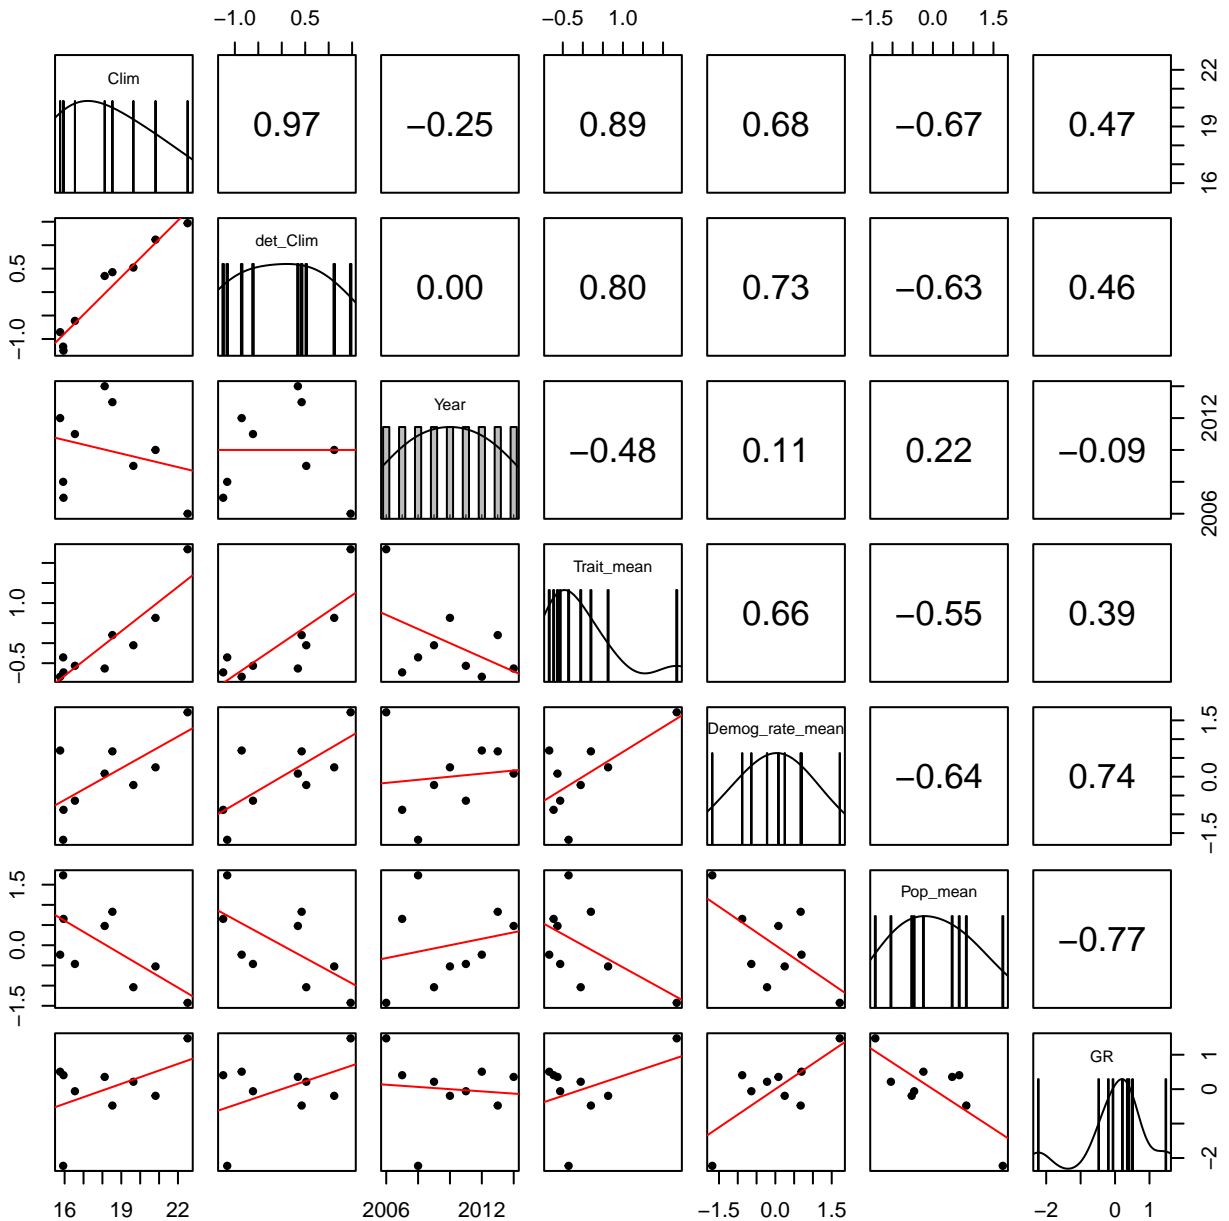 −1.0 0.5 −0.5 1.0 −1.5 0.0 1.5
Clim 0.97 −0.25 0.89 0.68 −0.67 0.47 16 19 22
−1.0 0.5 det_Clim 0.00 0.80 0.73 −0.63 0.46
Year −0.48 0.11 0.22 −0.09 2006 2012
−0.5 1.0 Trait_mean 0.66 −0.55 0.39
Demog_rate_mean −0.64 0.74 −1.5 0.0 1.5
−1.5 0.0 1.5 Pop_mean −0.77
GR −2 0 1
16 19 22 2006 2012 −1.5 0.0 1.5 −2 0 1